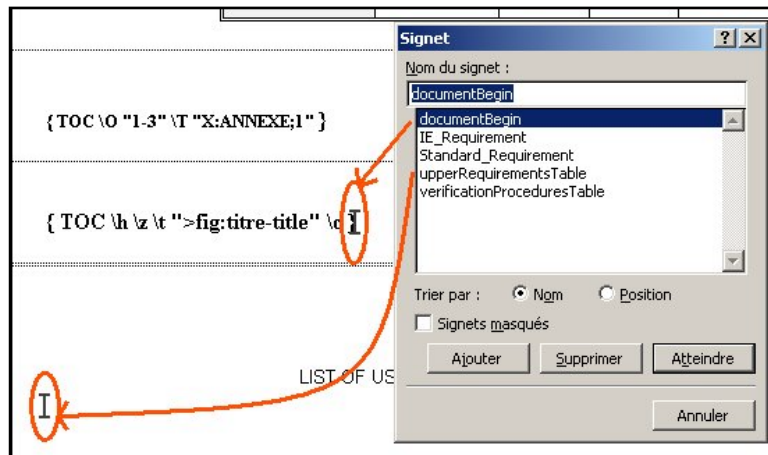 Signet
Nom du signet :
documentBegin
documentBegin
IE_Requirement
Standard_Requirement
upperRequirementsTable
verificationProceduresTable
Trier par :
Nom
Position
Signets masqués
Ajouter
Supprimer
Atteindre
Annuler
{ TOC \O "1-3" \T "X:ANNEXE;1" }
{ TOC \h \z \t ">fig:titre-title" \c }
LIST OF US